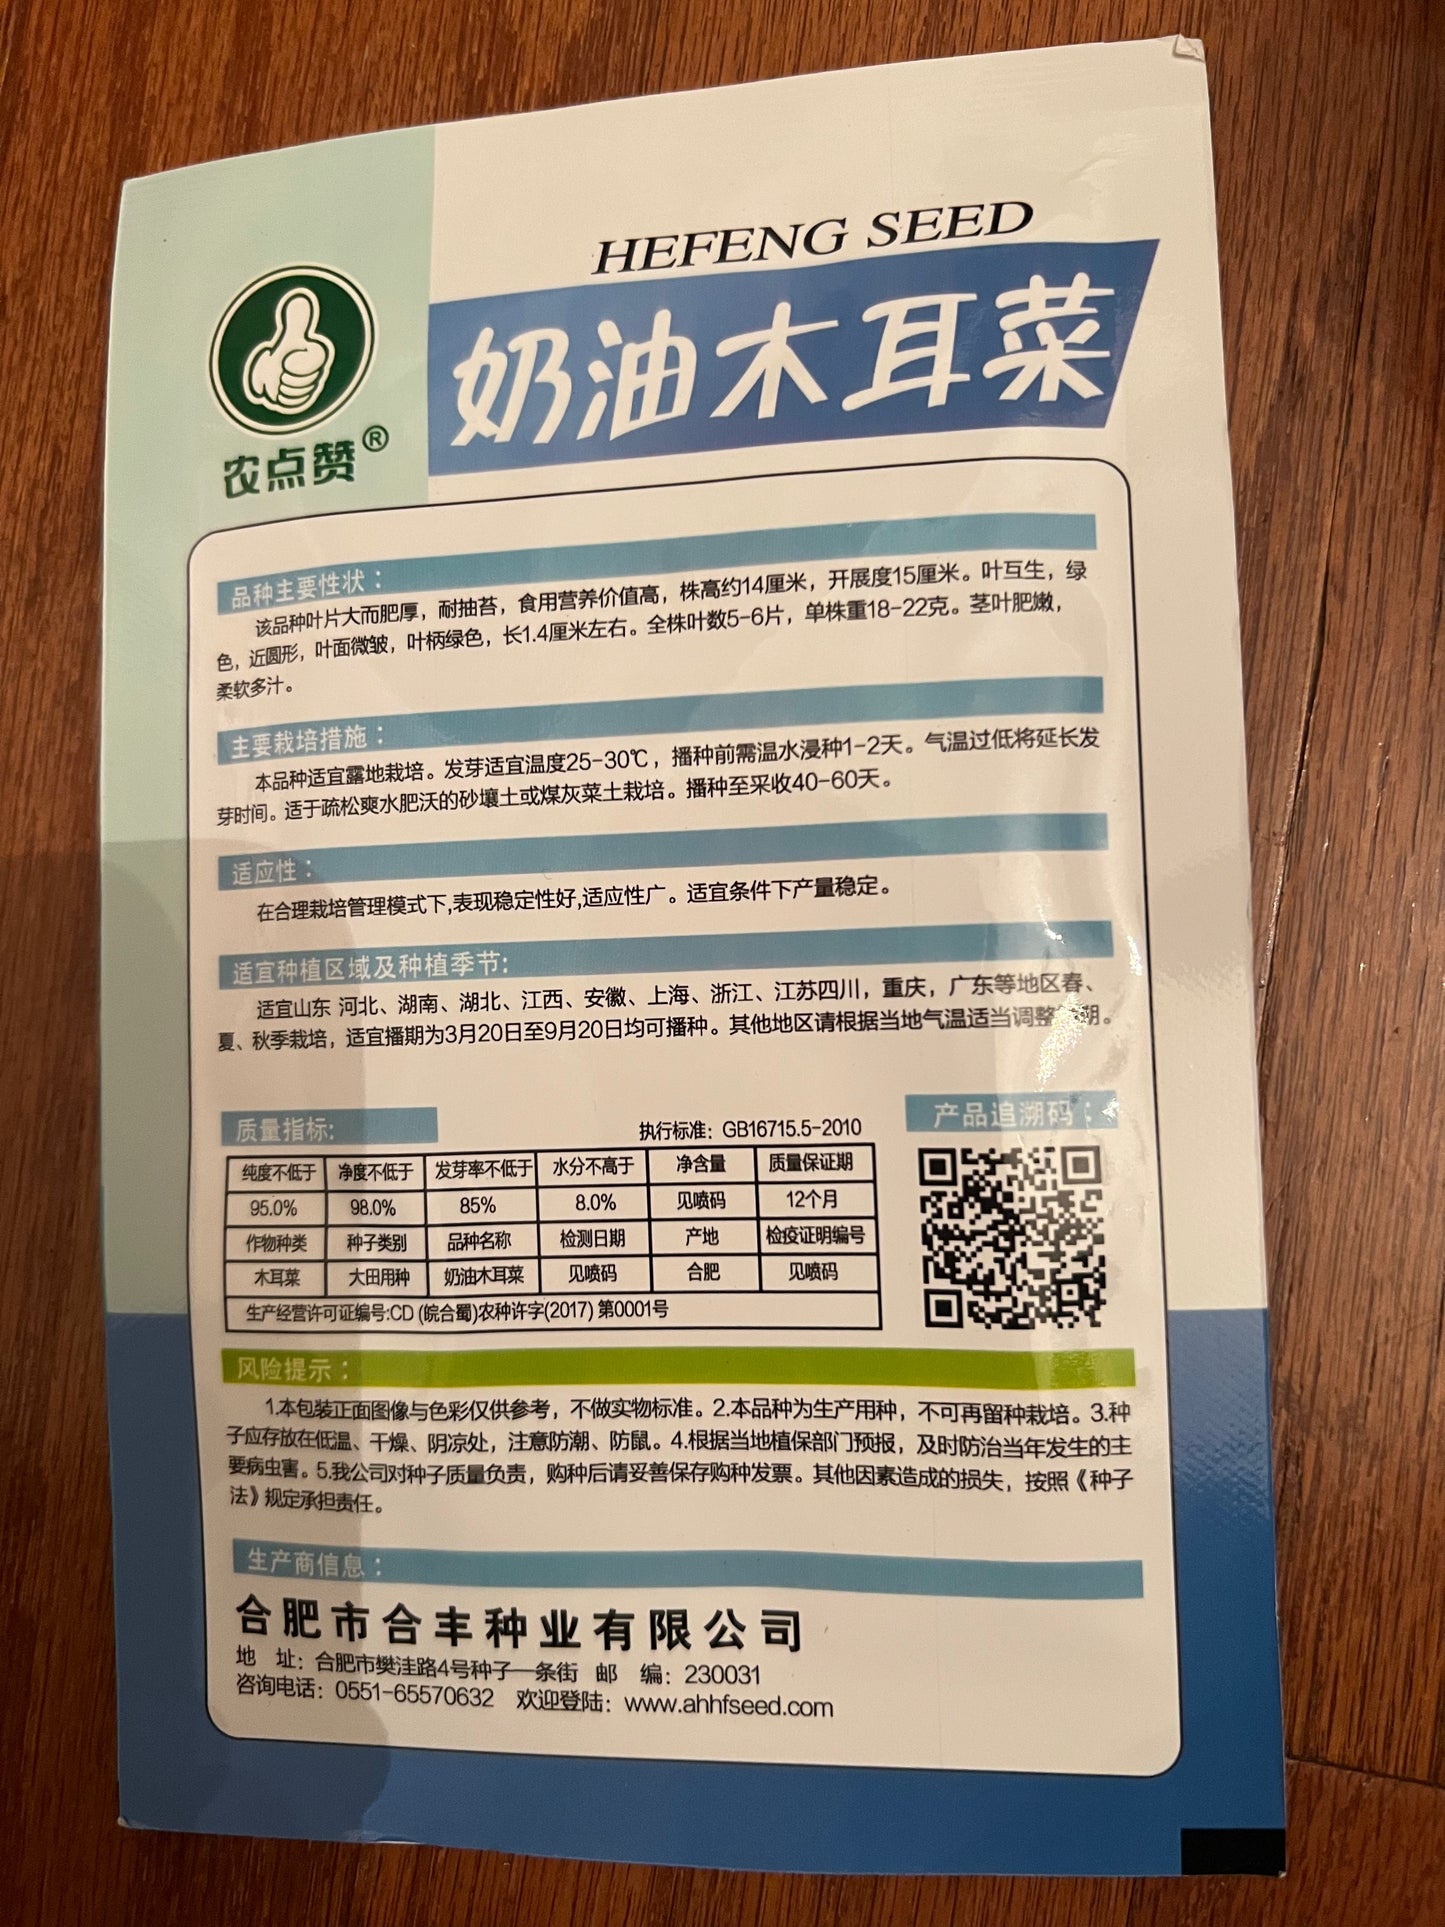 HEFENG SEED
奶油木耳菜
农点赞®
品种主要性状：
该品种叶片大而肥厚，耐抽苔，食用营养价值高，株高约14厘米，开展度15厘米。叶互生，绿
色，近圆形，叶面微皱，叶柄绿色，长1.4厘米左右。全株叶数5-6片，单株重18-22克。茎叶肥嫩，
柔软多汁。
主要栽培措施：
本品种适宜露地栽培。发芽适宜温度25-30℃，播种前需温水浸种1-2天。气温过低将延长发
芽时间。适于疏松爽水肥沃的砂壤土或煤灰菜土栽培。播种至采收40-60天。
适应性：
在合理栽培管理模式下,表现稳定性好,适应性广。适宜条件下产量稳定。
适宜种植区域及种植季节:
适宜山东 河北、湖南、湖北、江西、安徽、上海、浙江、江苏四川，重庆，广东等地区春、
夏、秋季栽培，适宜播期为3月20日至9月20日均可播种。其他地区请根据当地气温适当调整 期。
质量指标:
执行标准：GB16715.5-2010
产品追溯码：
纯度不低于 净度不低于 发芽率不低于 水分不高于 净含量 质量保证期
95.0% 98.0% 85% 8.0% 见喷码 12个月
作物种类 种子类别 品种名称 检测日期 产地 检疫证明编号
木耳菜 大田用种 奶油木耳菜 见喷码 合肥 见喷码
生产经营许可证编号:CD (皖合蜀)农种许字(2017) 第0001号
风险提示：
1.本包装正面图像与色彩仅供参考，不做实物标准。2.本品种为生产用种，不可再留种栽培。3.种
子应存放在低温、干燥、阴凉处，注意防潮、防鼠。4.根据当地植保部门预报，及时防治当年发生的主
要病虫害。5.我公司对种子质量负责，购种后请妥善保存购种发票。其他因素造成的损失，按照《种子
法》规定承担责任。
生产商信息：
合肥市合丰种业有限公司
地 址：合肥市樊洼路4号种子一条街 邮 编：230031
咨询电话：0551-65570632 欢迎登陆：www.ahhfseed.com